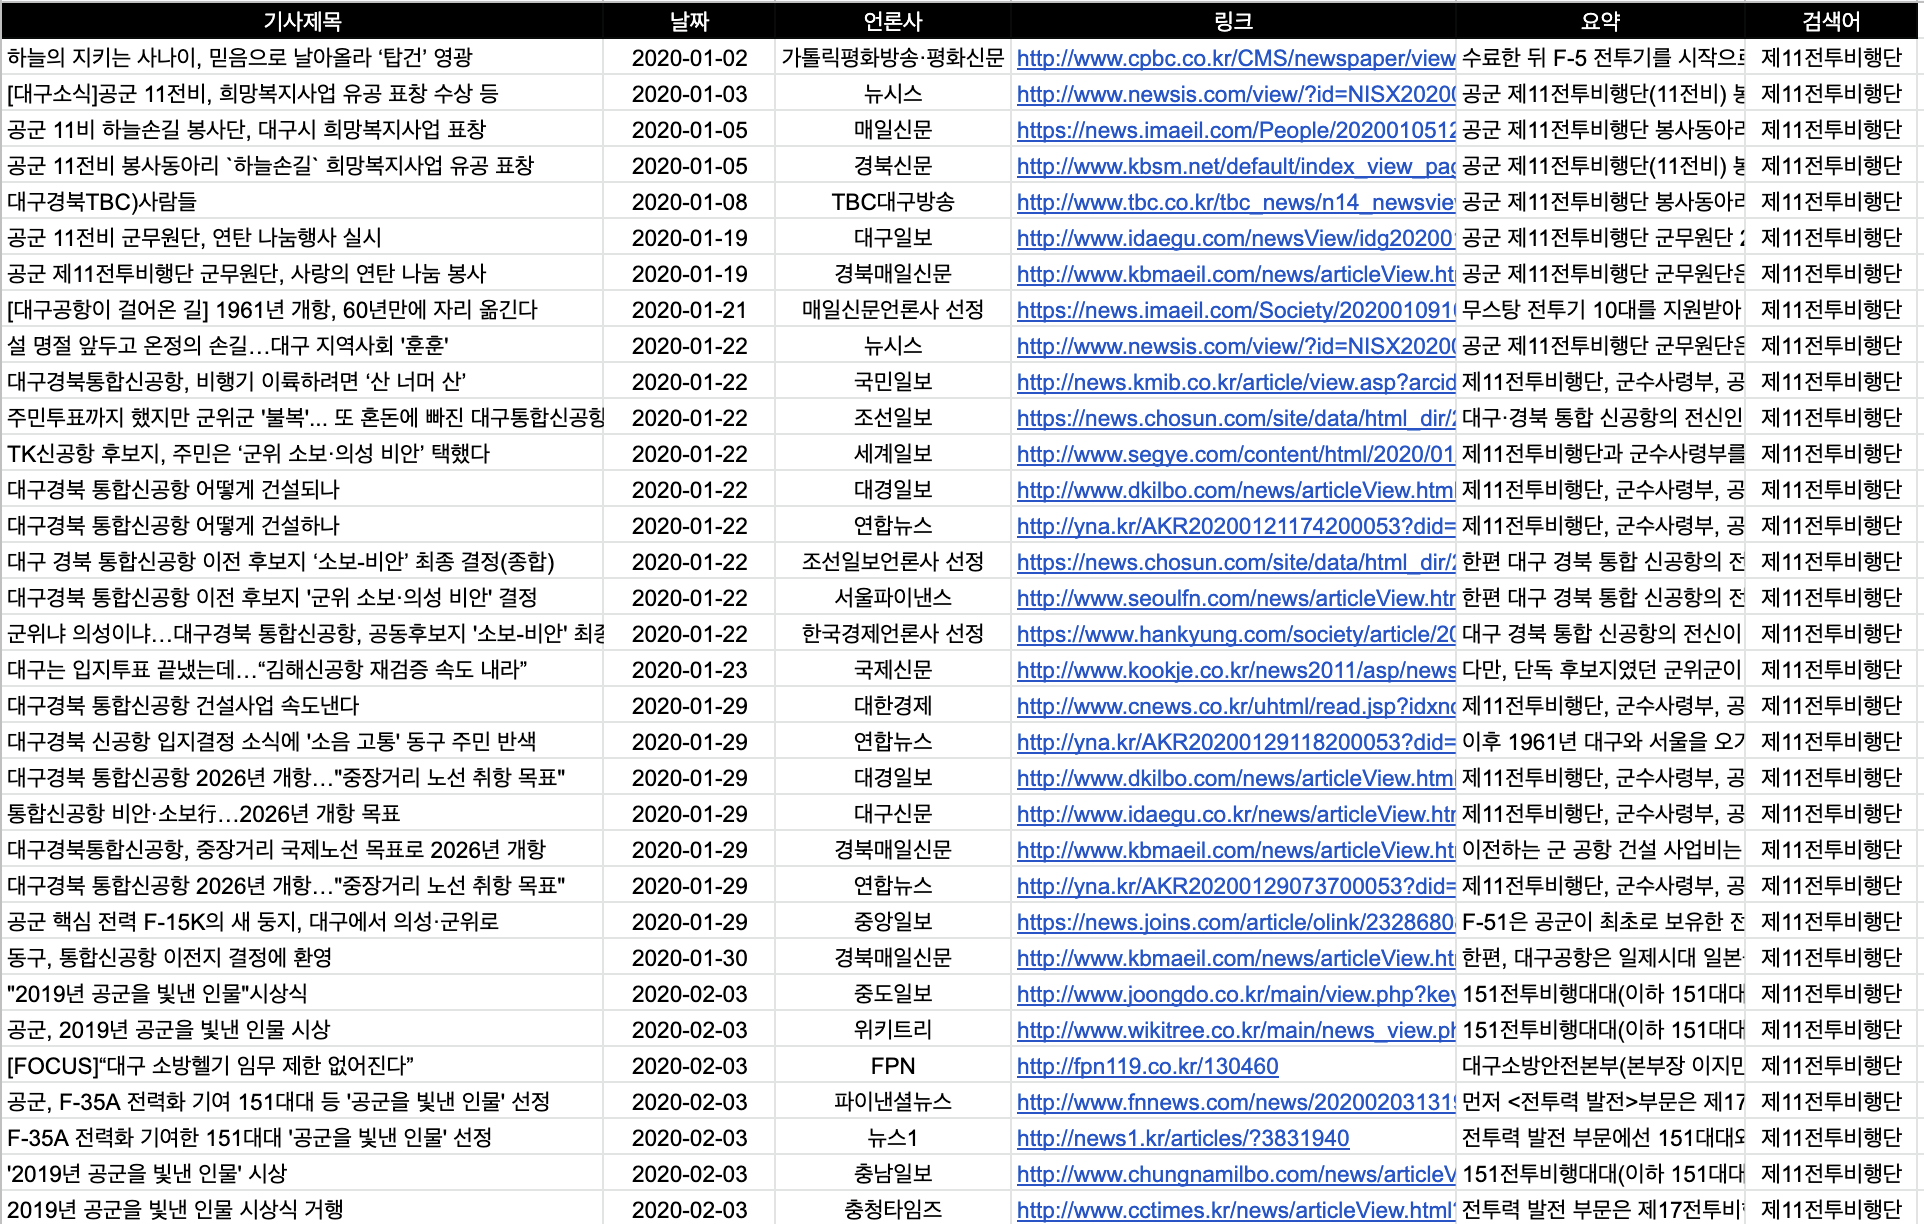 기사제목 날짜 언론사 링크 요약 검색어
하늘의 지키는 사나이, 믿음으로 날아올라 ‘탑건’ 영광 2020-01-02 가톨릭평화방송·평화신문 http://www.cpbc.co.kr/CMS/newspaper/view 수료한 뒤 F-5 전투기를 시작으로 제11전투비행단
[대구소식]공군 11전비, 희망복지사업 유공 표창 수상 등 2020-01-03 뉴시스 http://www.newsis.com/view/?id=NISX20200 공군 제11전투비행단(11전비) 봉 제11전투비행단
공군 11비 하늘손길 봉사단, 대구시 희망복지사업 표창 2020-01-05 매일신문 https://news.imaeil.com/People/2020010512 공군 제11전투비행단 봉사동아리 제11전투비행단
공군 11전비 봉사동아리 `하늘손길` 희망복지사업 유공 표창 2020-01-05 경북신문 http://www.kbsm.net/default/index_view_pag 공군 제11전투비행단(11전비) 봉 제11전투비행단
대구경북TBC)사람들 2020-01-08 TBC대구방송 http://www.tbc.co.kr/tbc_news/n14_newsview 공군 제11전투비행단 봉사동아리 제11전투비행단
공군 11전비 군무원단, 연탄 나눔행사 실시 2020-01-19 대구일보 http://www.idaegu.com/newsView/idg20200 공군 제11전투비행단 군무원단 2 제11전투비행단
공군 제11전투비행단 군무원단, 사랑의 연탄 나눔 봉사 2020-01-19 경북매일신문 http://www.kbmaeil.com/news/articleView.ht 공군 제11전투비행단 군무원단은 제11전투비행단
[대구공항이 걸어온 길] 1961년 개항, 60년만에 자리 옮긴다 2020-01-21 매일신문언론사 선정 https://news.imaeil.com/Society/2020010910 무스탕 전투기 10대를 지원받아 제11전투비행단
설 명절 앞두고 온정의 손길…대구 지역사회 '훈훈' 2020-01-22 뉴시스 http://www.newsis.com/view/?id=NISX20200 공군 제11전투비행단 군무원단은 제11전투비행단
대구경북통합신공항, 비행기 이륙하려면 ‘산 너머 산’ 2020-01-22 국민일보 http://news.kmib.co.kr/article/view.asp?arcid 제11전투비행단, 군수사령부, 공 제11전투비행단
주민투표까지 했지만 군위군 '불복'... 또 혼돈에 빠진 대구통합신공항 2020-01-22 조선일보 https://news.chosun.com/site/data/html_dir/2 대구·경북 통합 신공항의 전신인 제11전투비행단
TK신공항 후보지, 주민은 ‘군위 소보·의성 비안’ 택했다 2020-01-22 세계일보 http://www.segye.com/content/html/2020/01 제11전투비행단과 군수사령부를 제11전투비행단
대구경북 통합신공항 어떻게 건설되나 2020-01-22 대경일보 http://www.dkilbo.com/news/articleView.html 제11전투비행단, 군수사령부, 공 제11전투비행단
대구경북 통합신공항 어떻게 건설하나 2020-01-22 연합뉴스 http://yna.kr/AKR20200121174200053?did= 제11전투비행단, 군수사령부, 공 제11전투비행단
대구 경북 통합신공항 이전 후보지 ‘소보-비안’ 최종 결정(종합) 2020-01-22 조선일보언론사 선정 https://news.chosun.com/site/data/html_dir/2 한편 대구 경북 통합 신공항의 전 제11전투비행단
대구경북 통합신공항 이전 후보지 '군위 소보·의성 비안' 결정 2020-01-22 서울파이낸스 http://www.seoulfn.com/news/articleView.htm 한편 대구 경북 통합 신공항의 전 제11전투비행단
군위냐 의성이냐…대구경북 통합신공항, 공동후보지 '소보-비안' 최종 2020-01-22 한국경제언론사 선정 https://www.hankyung.com/society/article/20 대구 경북 통합 신공항의 전신이 제11전투비행단
대구는 입지투표 끝냈는데…“김해신공항 재검증 속도 내라” 2020-01-23 국제신문 http://www.kookje.co.kr/news2011/asp/news 다만, 단독 후보지였던 군위군이 제11전투비행단
대구경북 통합신공항 건설사업 속도낸다 2020-01-29 대한경제 http://www.cnews.co.kr/uhtml/read.jsp?idxno 제11전투비행단, 군수사령부, 공 제11전투비행단
대구경북 신공항 입지결정 소식에 '소음 고통' 동구 주민 반색 2020-01-29 연합뉴스 http://yna.kr/AKR20200129118200053?did= 이후 1961년 대구와 서울을 오가 제11전투비행단
대구경북 통합신공항 2026년 개항…"중장거리 노선 취항 목표" 2020-01-29 대경일보 http://www.dkilbo.com/news/articleView.html 제11전투비행단, 군수사령부, 공 제11전투비행단
통합신공항 비안·소보行…2026년 개항 목표 2020-01-29 대구신문 http://www.idaegu.co.kr/news/articleView.htm 제11전투비행단, 군수사령부, 공 제11전투비행단
대구경북통합신공항, 중장거리 국제노선 목표로 2026년 개항 2020-01-29 경북매일신문 http://www.kbmaeil.com/news/articleView.ht 이전하는 군 공항 건설 사업비는 제11전투비행단
대구경북 통합신공항 2026년 개항…"중장거리 노선 취항 목표" 2020-01-29 연합뉴스 http://yna.kr/AKR20200129073700053?did= 제11전투비행단, 군수사령부, 공 제11전투비행단
공군 핵심 전력 F-15K의 새 둥지, 대구에서 의성·군위로 2020-01-29 중앙일보 https://news.joins.com/article/olink/2328680 F-51은 공군이 최초로 보유한 전 제11전투비행단
동구, 통합신공항 이전지 결정에 환영 2020-01-30 경북매일신문 http://www.kbmaeil.com/news/articleView.ht 한편, 대구공항은 일제시대 일본 제11전투비행단
"2019년 공군을 빛낸 인물"시상식 2020-02-03 중도일보 http://www.joongdo.co.kr/main/view.php?key 151전투비행대대(이하 151대대 제11전투비행단
공군, 2019년 공군을 빛낸 인물 시상 2020-02-03 위키트리 http://www.wikitree.co.kr/main/news_view.ph 151전투비행대대(이하 151대대 제11전투비행단
[FOCUS]“대구 소방헬기 임무 제한 없어진다” 2020-02-03 FPN http://fpn119.co.kr/130460 대구소방안전본부(본부장 이지만 제11전투비행단
공군, F-35A 전력화 기여 151대대 등 '공군을 빛낸 인물' 선정 2020-02-03 파이낸셜뉴스 http://www.fnnews.com/news/202002031319 먼저 <전투력 발전>부문은 제17 제11전투비행단
F-35A 전력화 기여한 151대대 '공군을 빛낸 인물' 선정 2020-02-03 뉴스1 http://news1.kr/articles/?3831940 전투력 발전 부문에선 151대대와 제11전투비행단
'2019년 공군을 빛낸 인물' 시상 2020-02-03 충남일보 http://www.chungnamilbo.com/news/articleV 151전투비행대대(이하 151대대 제11전투비행단
2019년 공군을 빛낸 인물 시상식 거행 2020-02-03 충청타임즈 http://www.cctimes.kr/news/articleView.html 전투력 발전 부문은 제17전투비 제11전투비행단